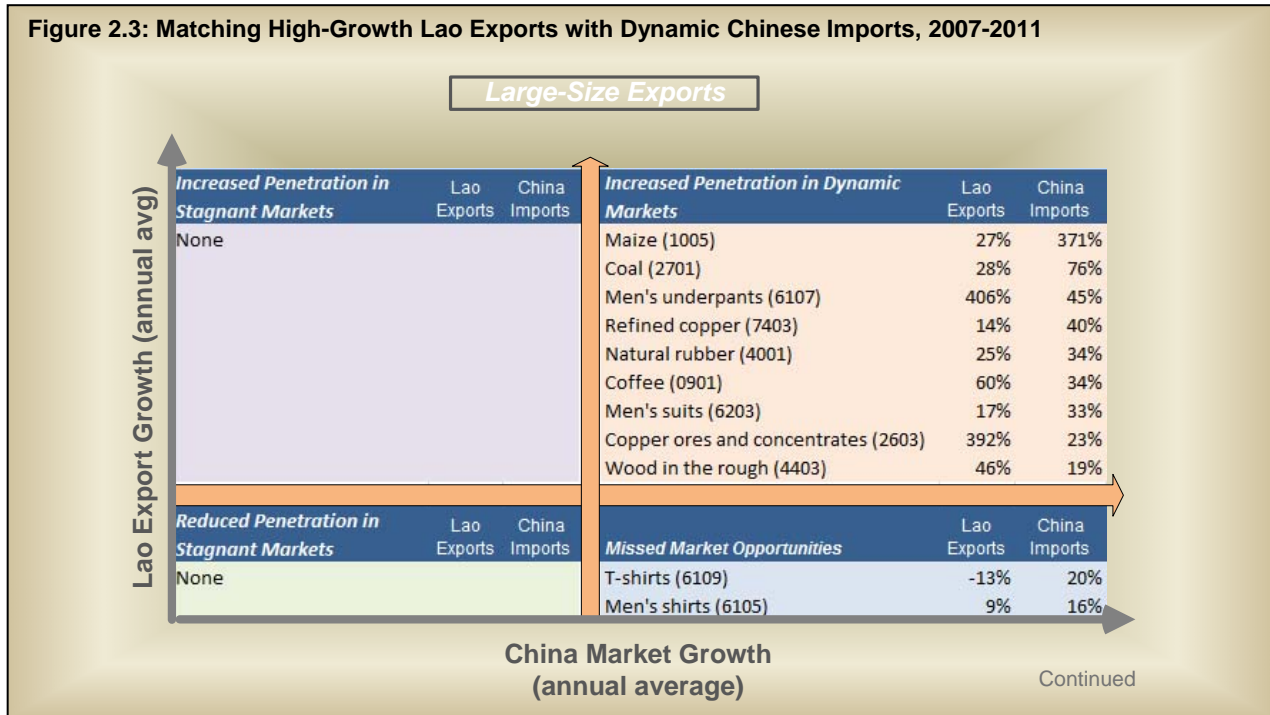 Figure 2.3: Matching High-Growth Lao Exports with Dynamic Chinese Imports, 2007-2011
Large-Size Exports
Lao Export Growth (annual avg)
Increased Penetration in Stagnant Markets Lao Exports China Imports
None
Increased Penetration in Dynamic Markets Lao Exports China Imports
Maize (1005) 27% 371%
Coal (2701) 28% 76%
Men's underpants (6107) 406% 45%
Refined copper (7403) 14% 40%
Natural rubber (4001) 25% 34%
Coffee (0901) 60% 34%
Men's suits (6203) 17% 33%
Copper ores and concentrates (2603) 392% 23%
Wood in the rough (4403) 46% 19%
Reduced Penetration in Stagnant Markets Lao Exports China Imports
None
Missed Market Opportunities Lao Exports China Imports
T-shirts (6109) -13% 20%
Men's shirts (6105) 9% 16%
China Market Growth
(annual average)
Continued